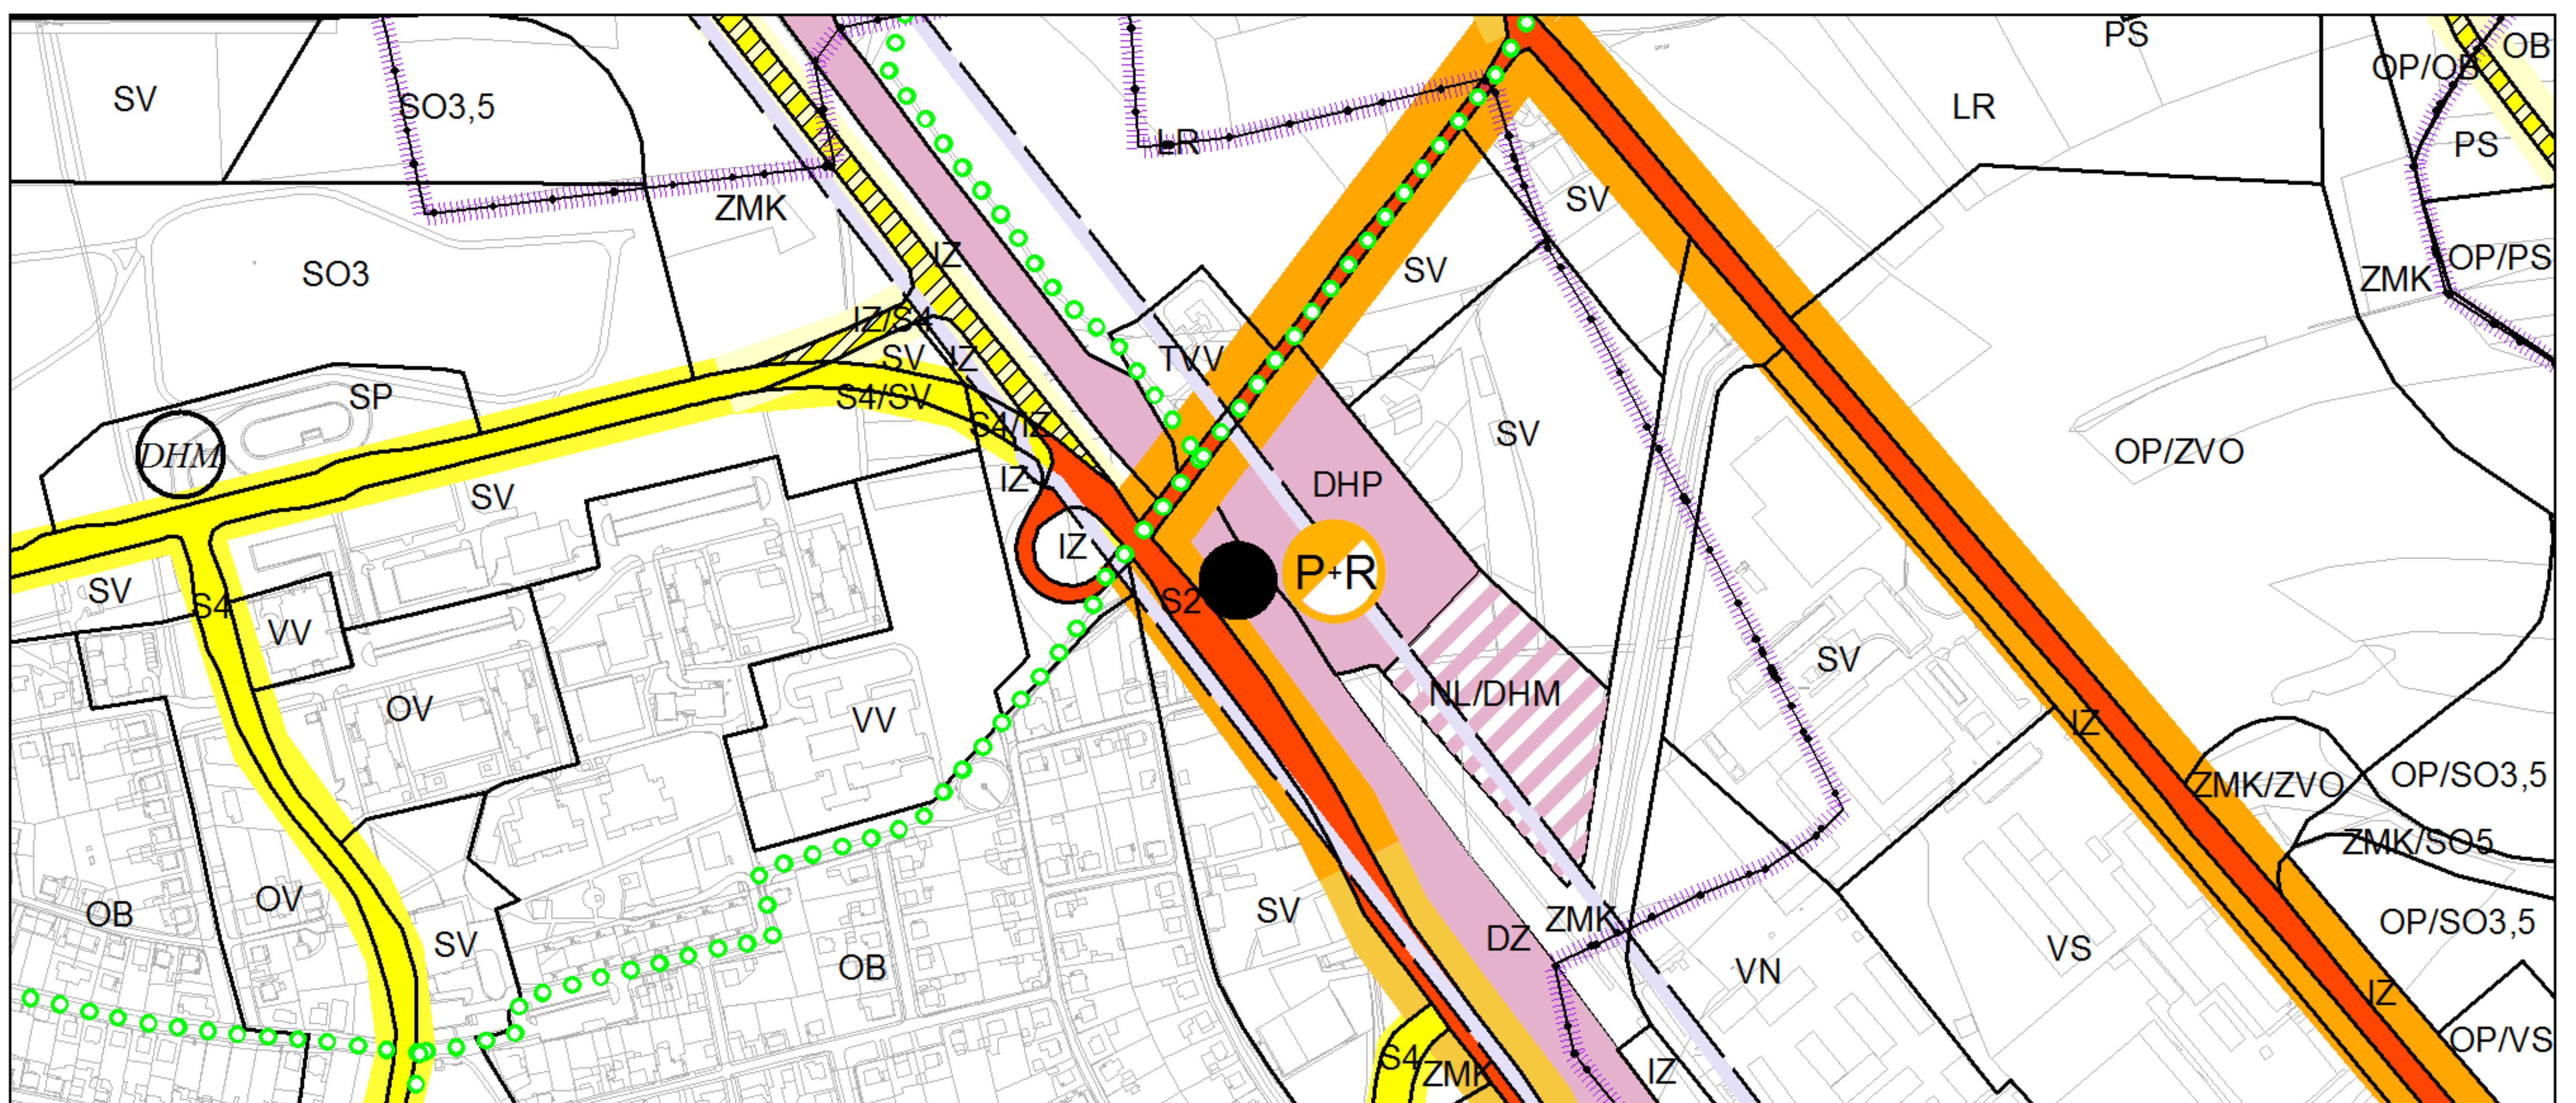 PS
OB
OP/OB
SV
SO3,5
LR
LR
PS
SV
ZMK
IZ
SO3
SV
OP/PS
ZMK
IZ/S4
SV
IZ
TVV
SP
S4/SV
S4/IZ
SV
DHM
OP/ZVO
IZ
DHP
SV
IZ
P+R
SV
S4
S2
VV
SV
NL/DHM
OV
VV
IZ
ZMK/ZVO
OP/SO3,5
ZMK/SO5
OV
OB
SV
ZMK
OP/SO3,5
SV
DZ
VS
OB
VN
IZ
OP/VS
S4
ZMK
IZ